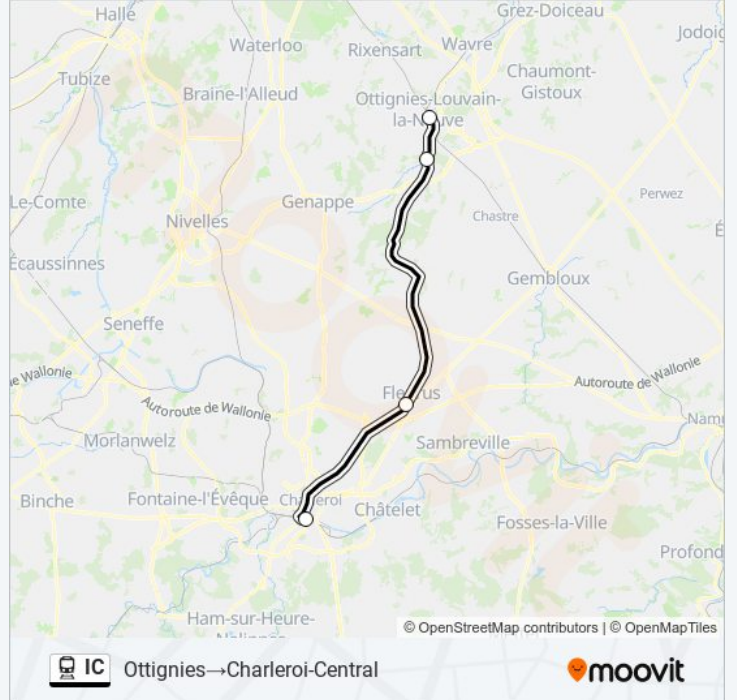 Halle
Grez-Doiceau
Waterloo
Rixensart
Wavre
Jodoig
Tubize
Braine-l'Alleud
Chaumont-
Gistoux
Ottignies-Louvain-
la-Neuve
Le-Comte
Genappe
Perwez
Nivelles
Chastre
É
Écaussinnes
Gembloux
Seneffe
e Wallonie
Autoroute de Wallonie
Fleurus
Autoroute de Wallonie
Namu
Morlanwelz
Sambreville
Binche
Fontaine-l'Évêque
Charleroi
Châtelet
Fosses-la-Ville
Profond
Ham-sur-Heure-
Nalinnes
© OpenStreetMap contributors | © OpenMapTiles
IC
Ottignies→Charleroi-Central
moovit